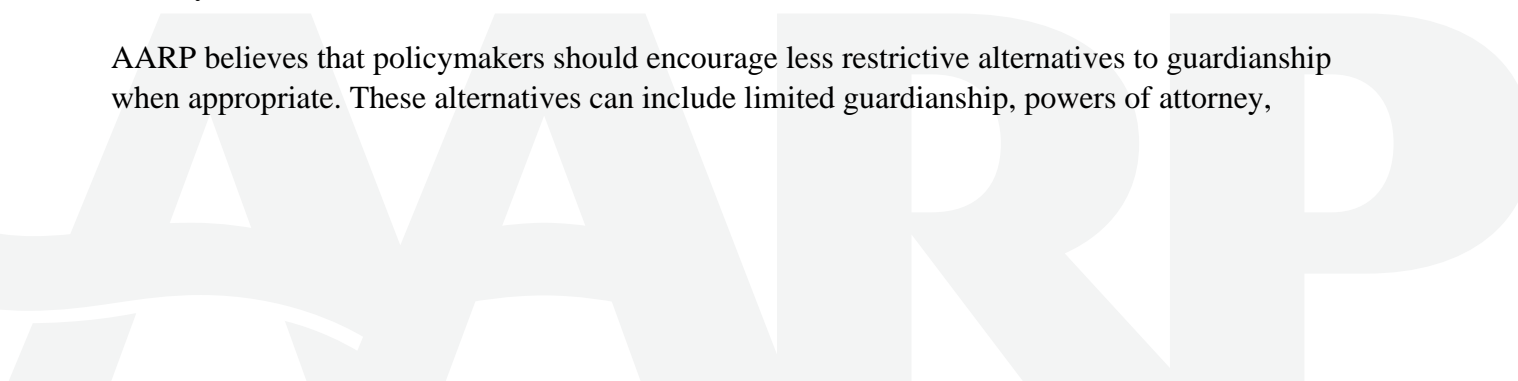 AARP believes that policymakers should encourage less restrictive alternatives to guardianship
when appropriate. These alternatives can include limited guardianship, powers of attorney,
AARP